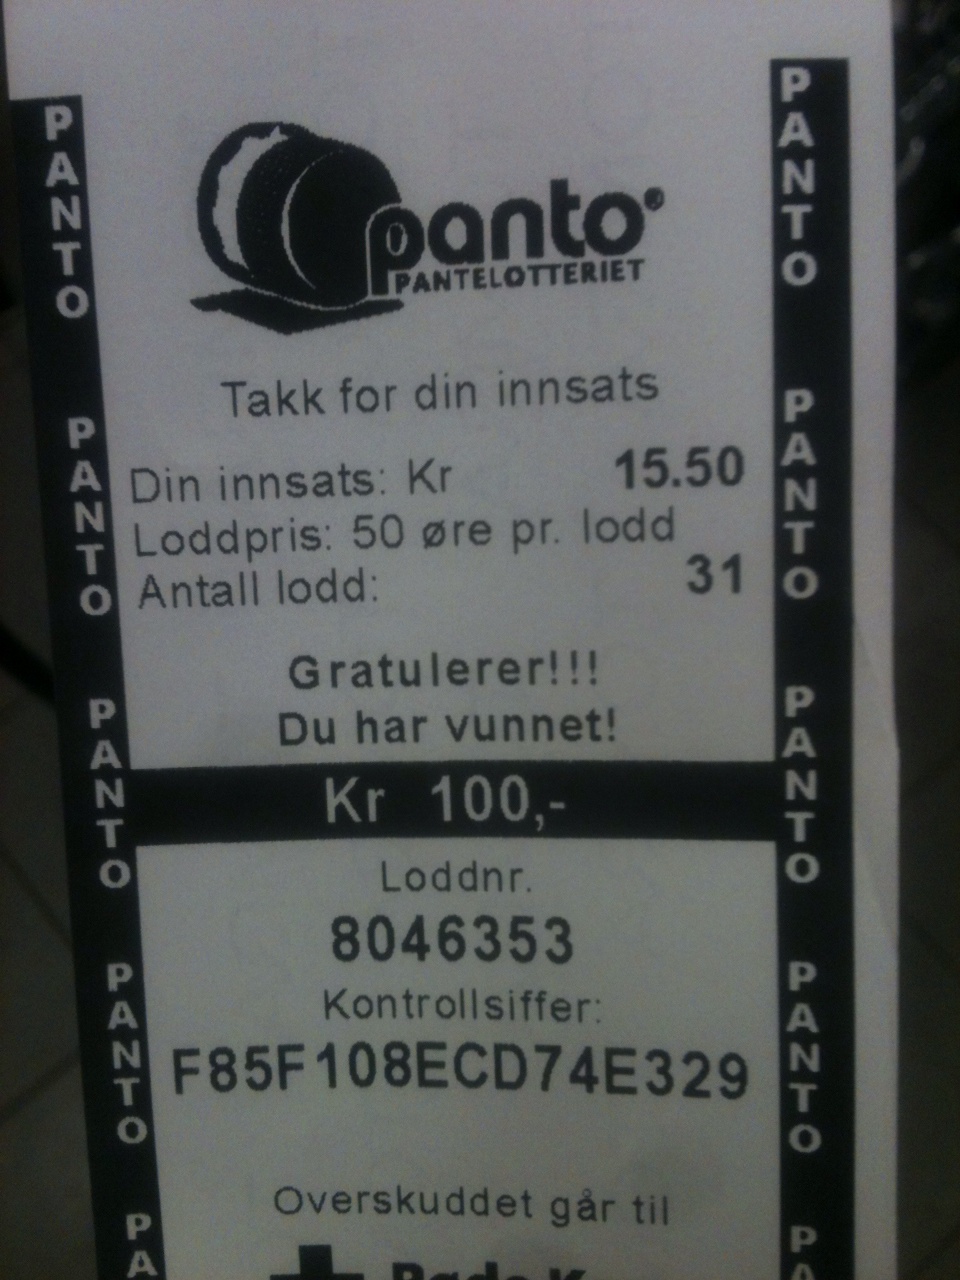 panto
PANTELOTTERIET
Takk for din innsats
Din innsats: Kr 15.50
Loddpris: 50 øre pr. lodd
Antall lodd: 31
Gratulerer!!!
Du har vunnet!
Kr 100,-
Loddnr.
8046353
Kontrollsiffer:
F85F108ECD74E329
Overskuddet går til
PANTO
PANTO
PANTO
PANTO
PA
PANTO
PANTO
PANTO
PANTO
PA